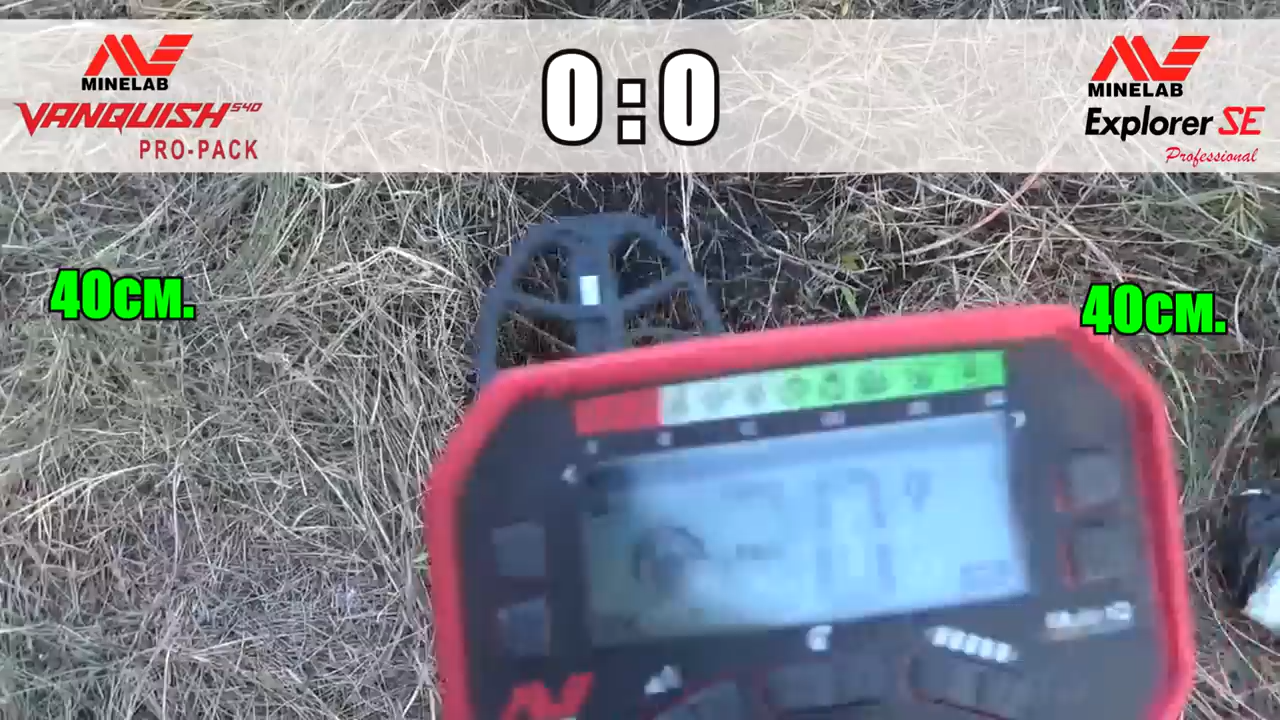 MINELAB
VANQUISH 540
PRO-PACK
0:0
MINELAB
Explorer SE
Professional
40см.
40см.